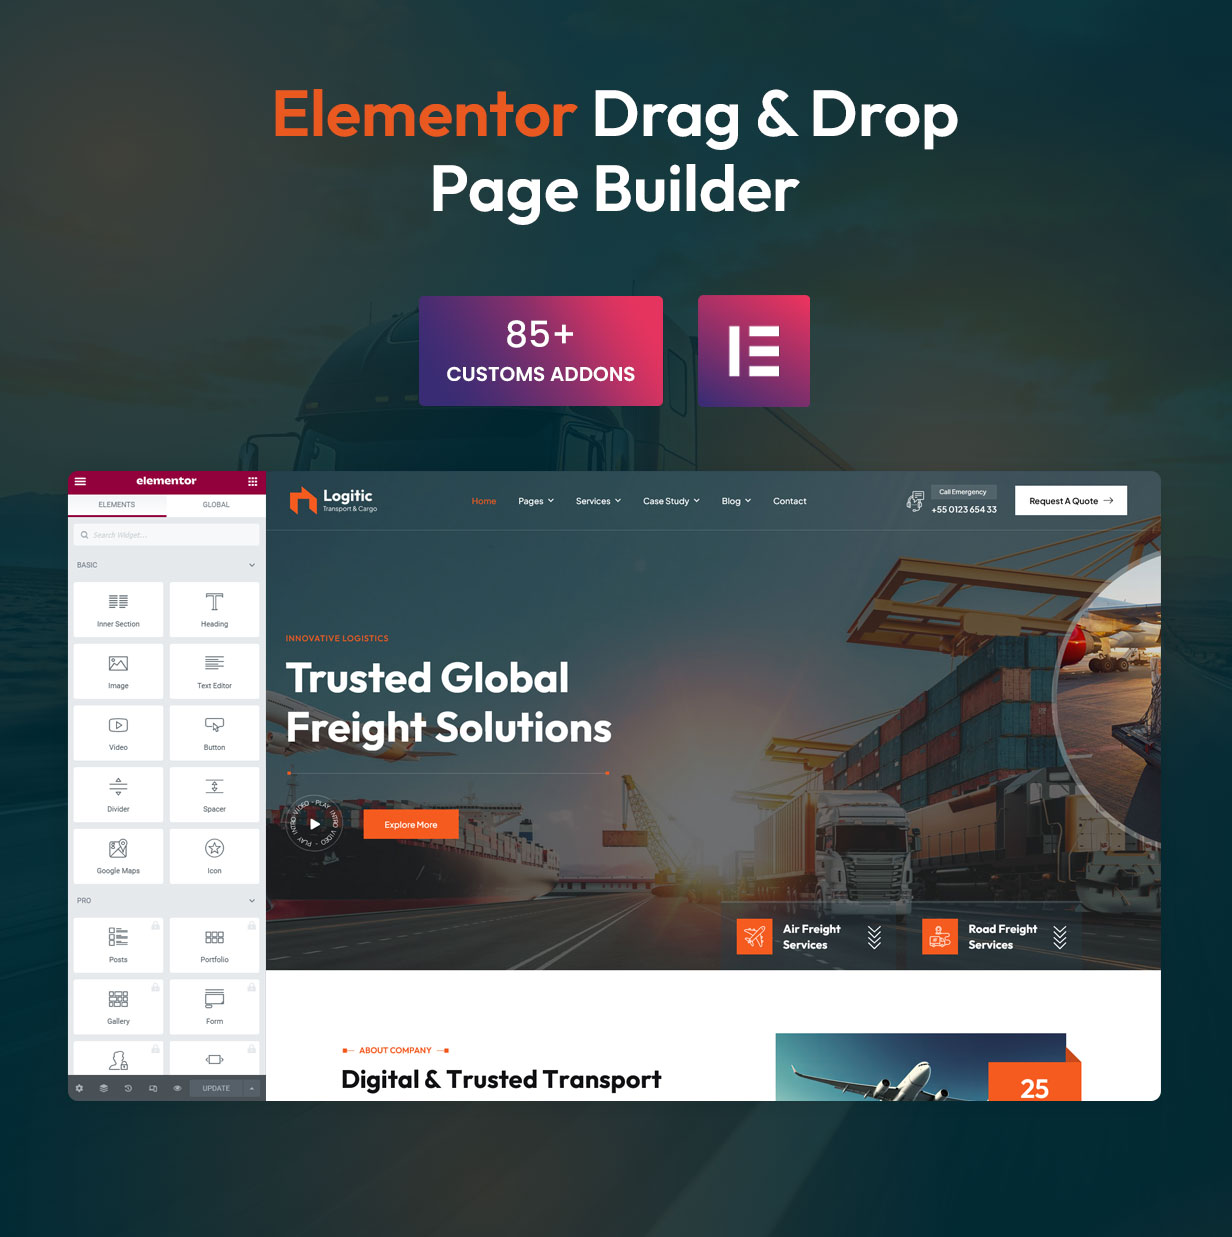 Elementor Drag & Drop
Page Builder
85+
CUSTOMS ADDONS
elementor
ELEMENTS
GLOBAL
Search Widget...
BASIC
Inner Section
Heading
Image
Text Editor
Video
Button
Divider
Spacer
Google Maps
Icon
PRO
Posts
Portfolio
Gallery
Form
UPDATE
Logitic
Transport & Cargo
Home
Pages
Services
Case Study
Blog
Contact
Call Emergency
+55 0123 654 33
Request A Quote
INNOVATIVE LOGISTICS
Trusted Global
Freight Solutions
PLAY INTRO VIDEO - PLAY INTRO VIDEO -
Explore More
Air Freight
Services
Road Freight
Services
ABOUT COMPANY
Digital & Trusted Transport
25